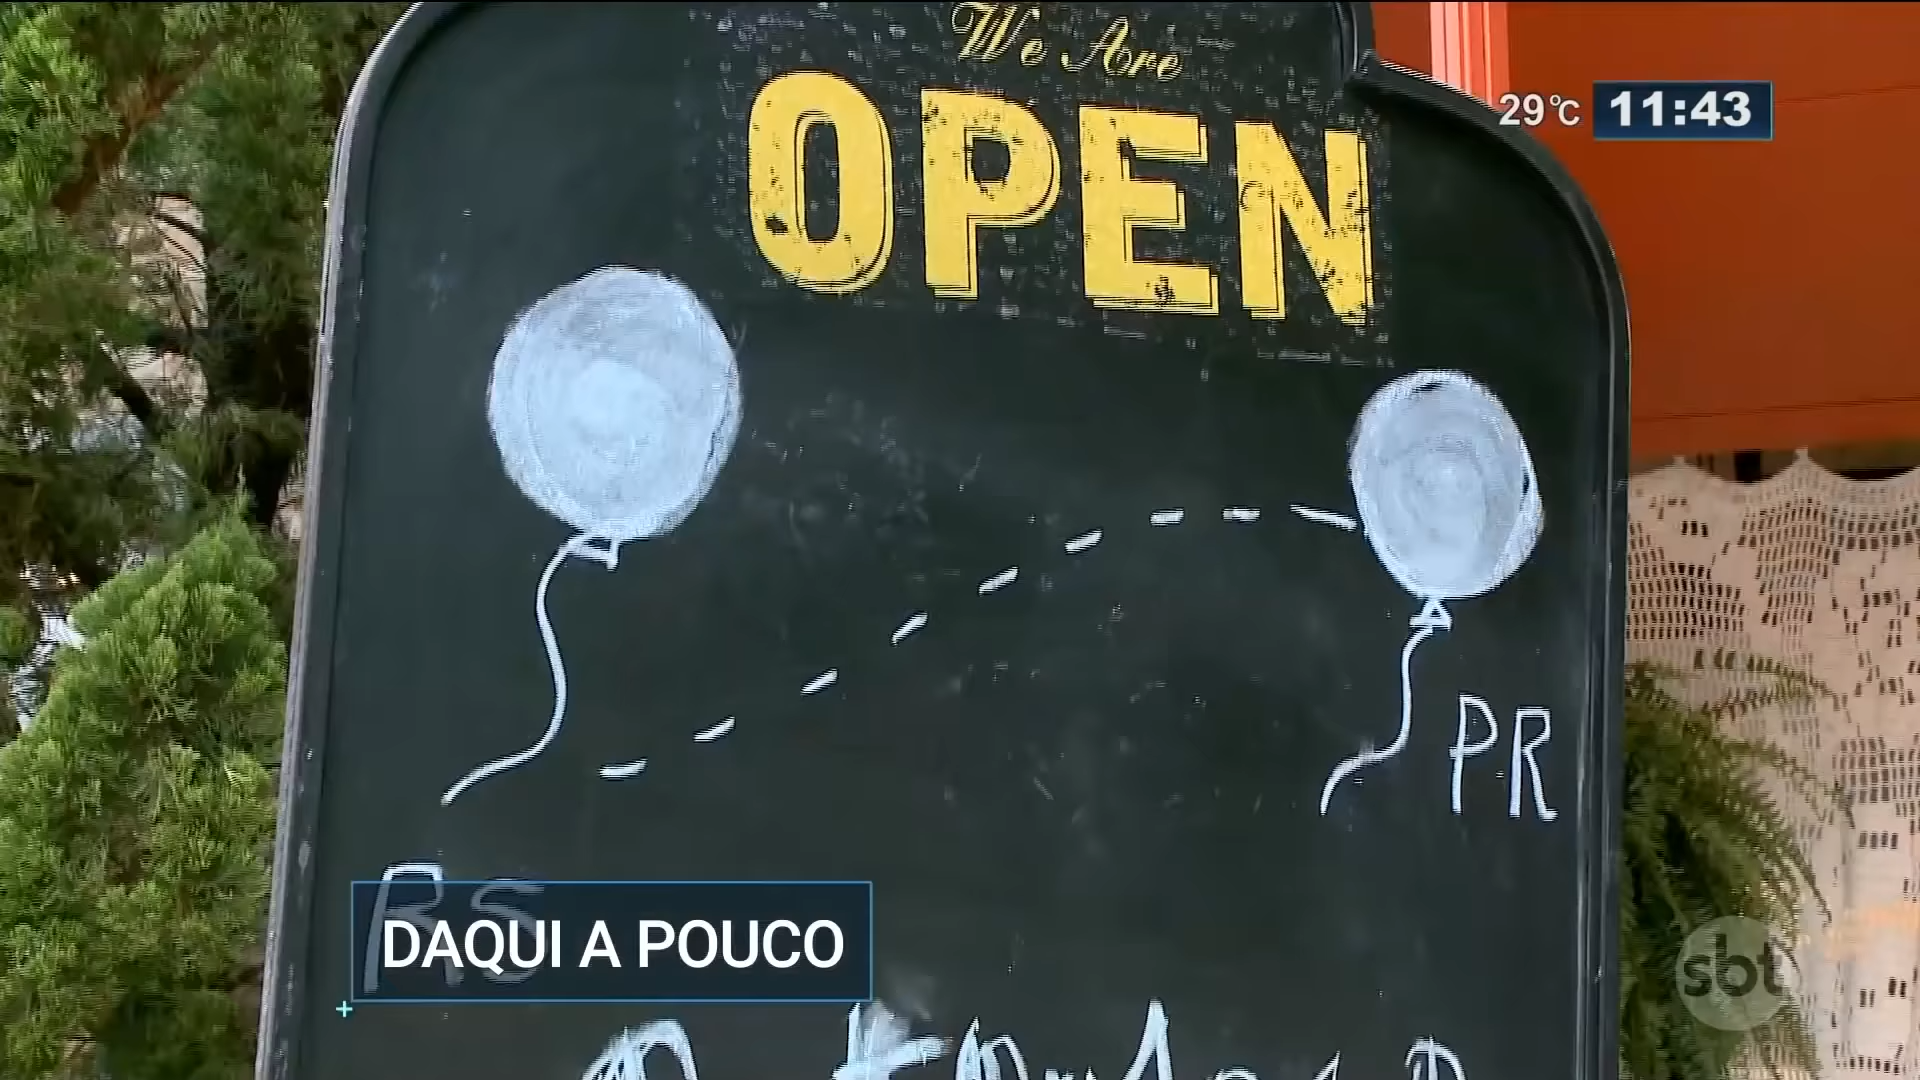 We Are
OPEN
29°C 11:43
PR
RS
DAQUI A POUCO
sbt